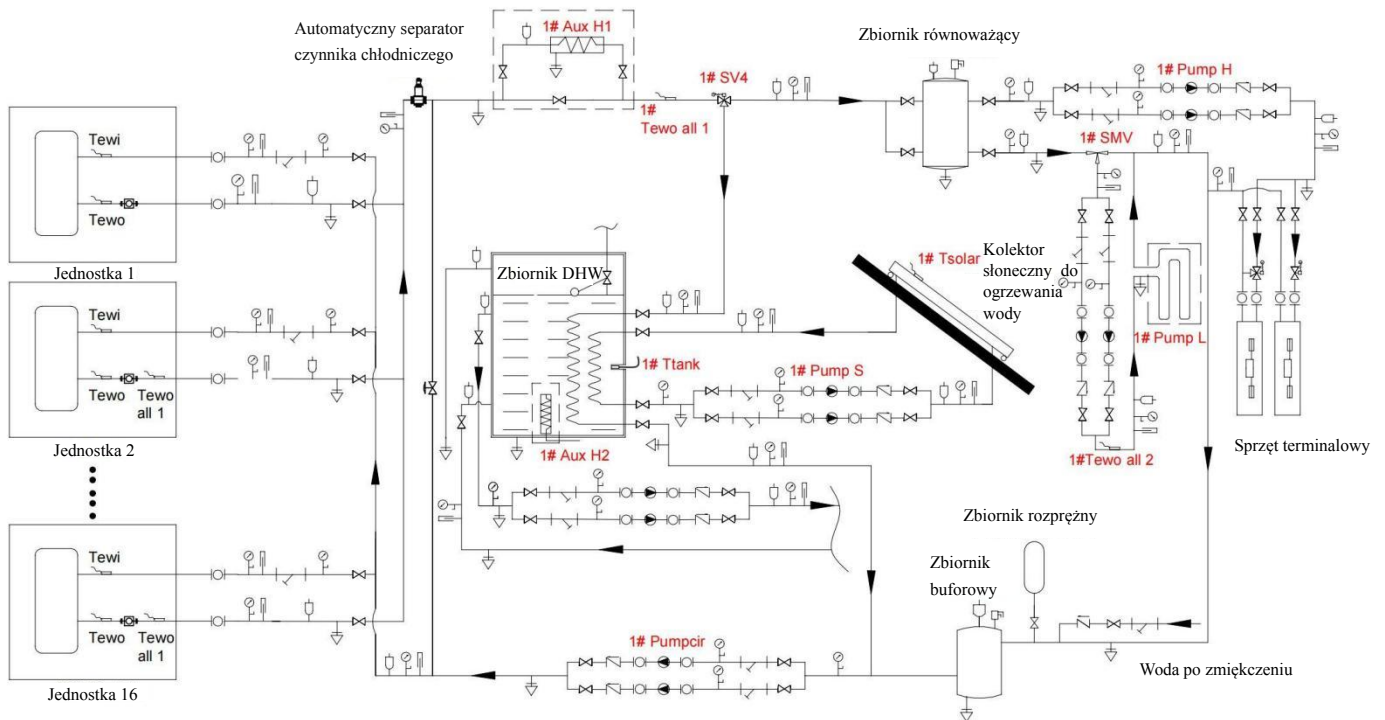 Automatyczny separator
czynnika chłodniczego
1# Aux H1
1# SV4
1#
Tewo all 1
Zbiornik równoważący
1# Pump H
1# SMV
Tewi
Tewo
Jednostka 1
Tewi
Tewo
Tewo
all 1
Jednostka 2
Tewi
Tewo
Tewo
all 1
Jednostka 16
Zbiornik DHW
1# Ttank
1# Aux H2
1# Tsolar
Kolektor
słoneczny do
ogrzewania
wody
1# Pump S
1# Pump L
1#Tewo all 2
Sprzęt terminalowy
Zbiornik rozprężny
Zbiornik
buforowy
1# Pumpcir
Woda po zmiękczeniu